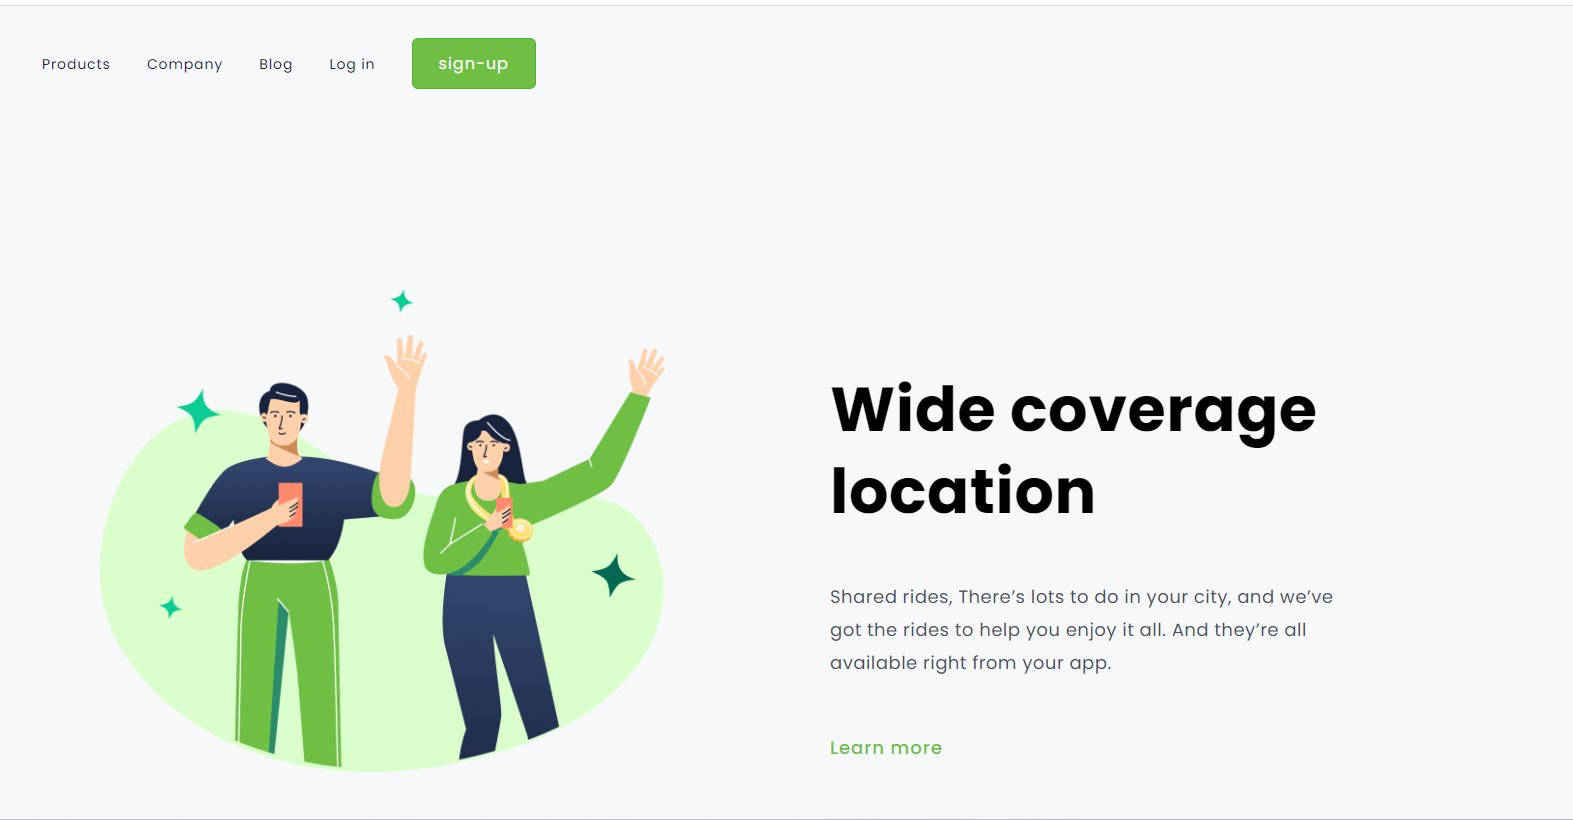 Products Company Blog Log in sign-up
Wide coverage
location
Shared rides, There’s lots to do in your city, and we’ve
got the rides to help you enjoy it all. And they’re all
available right from your app.
Learn more